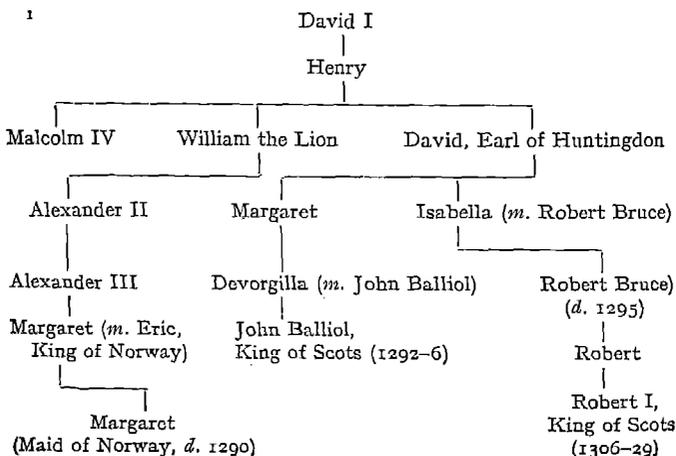 1
David I
Henry
Malcolm IV William the Lion David, Earl of Huntingdon
Alexander II Margaret Isabella (m. Robert Bruce)
Alexander III Devorgilla (m. John Balliol) Robert Bruce)
(d. 1295)
Margaret (m. Eric, John Balliol,
King of Norway) King of Scots (1292-6) Robert
Margaret Robert I,
(Maid of Norway, d. 1290) King of Scots
(1306-29)